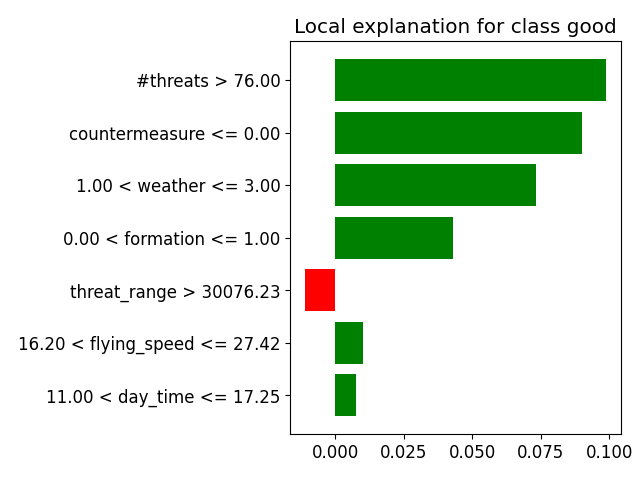 Local explanation for class good
#threats > 76.00
countermeasure <= 0.00
1.00 < weather <= 3.00
0.00 < formation <= 1.00
threat_range > 30076.23
16.20 < flying_speed <= 27.42
11.00 < day_time <= 17.25
0.000 0.025 0.050 0.075 0.100